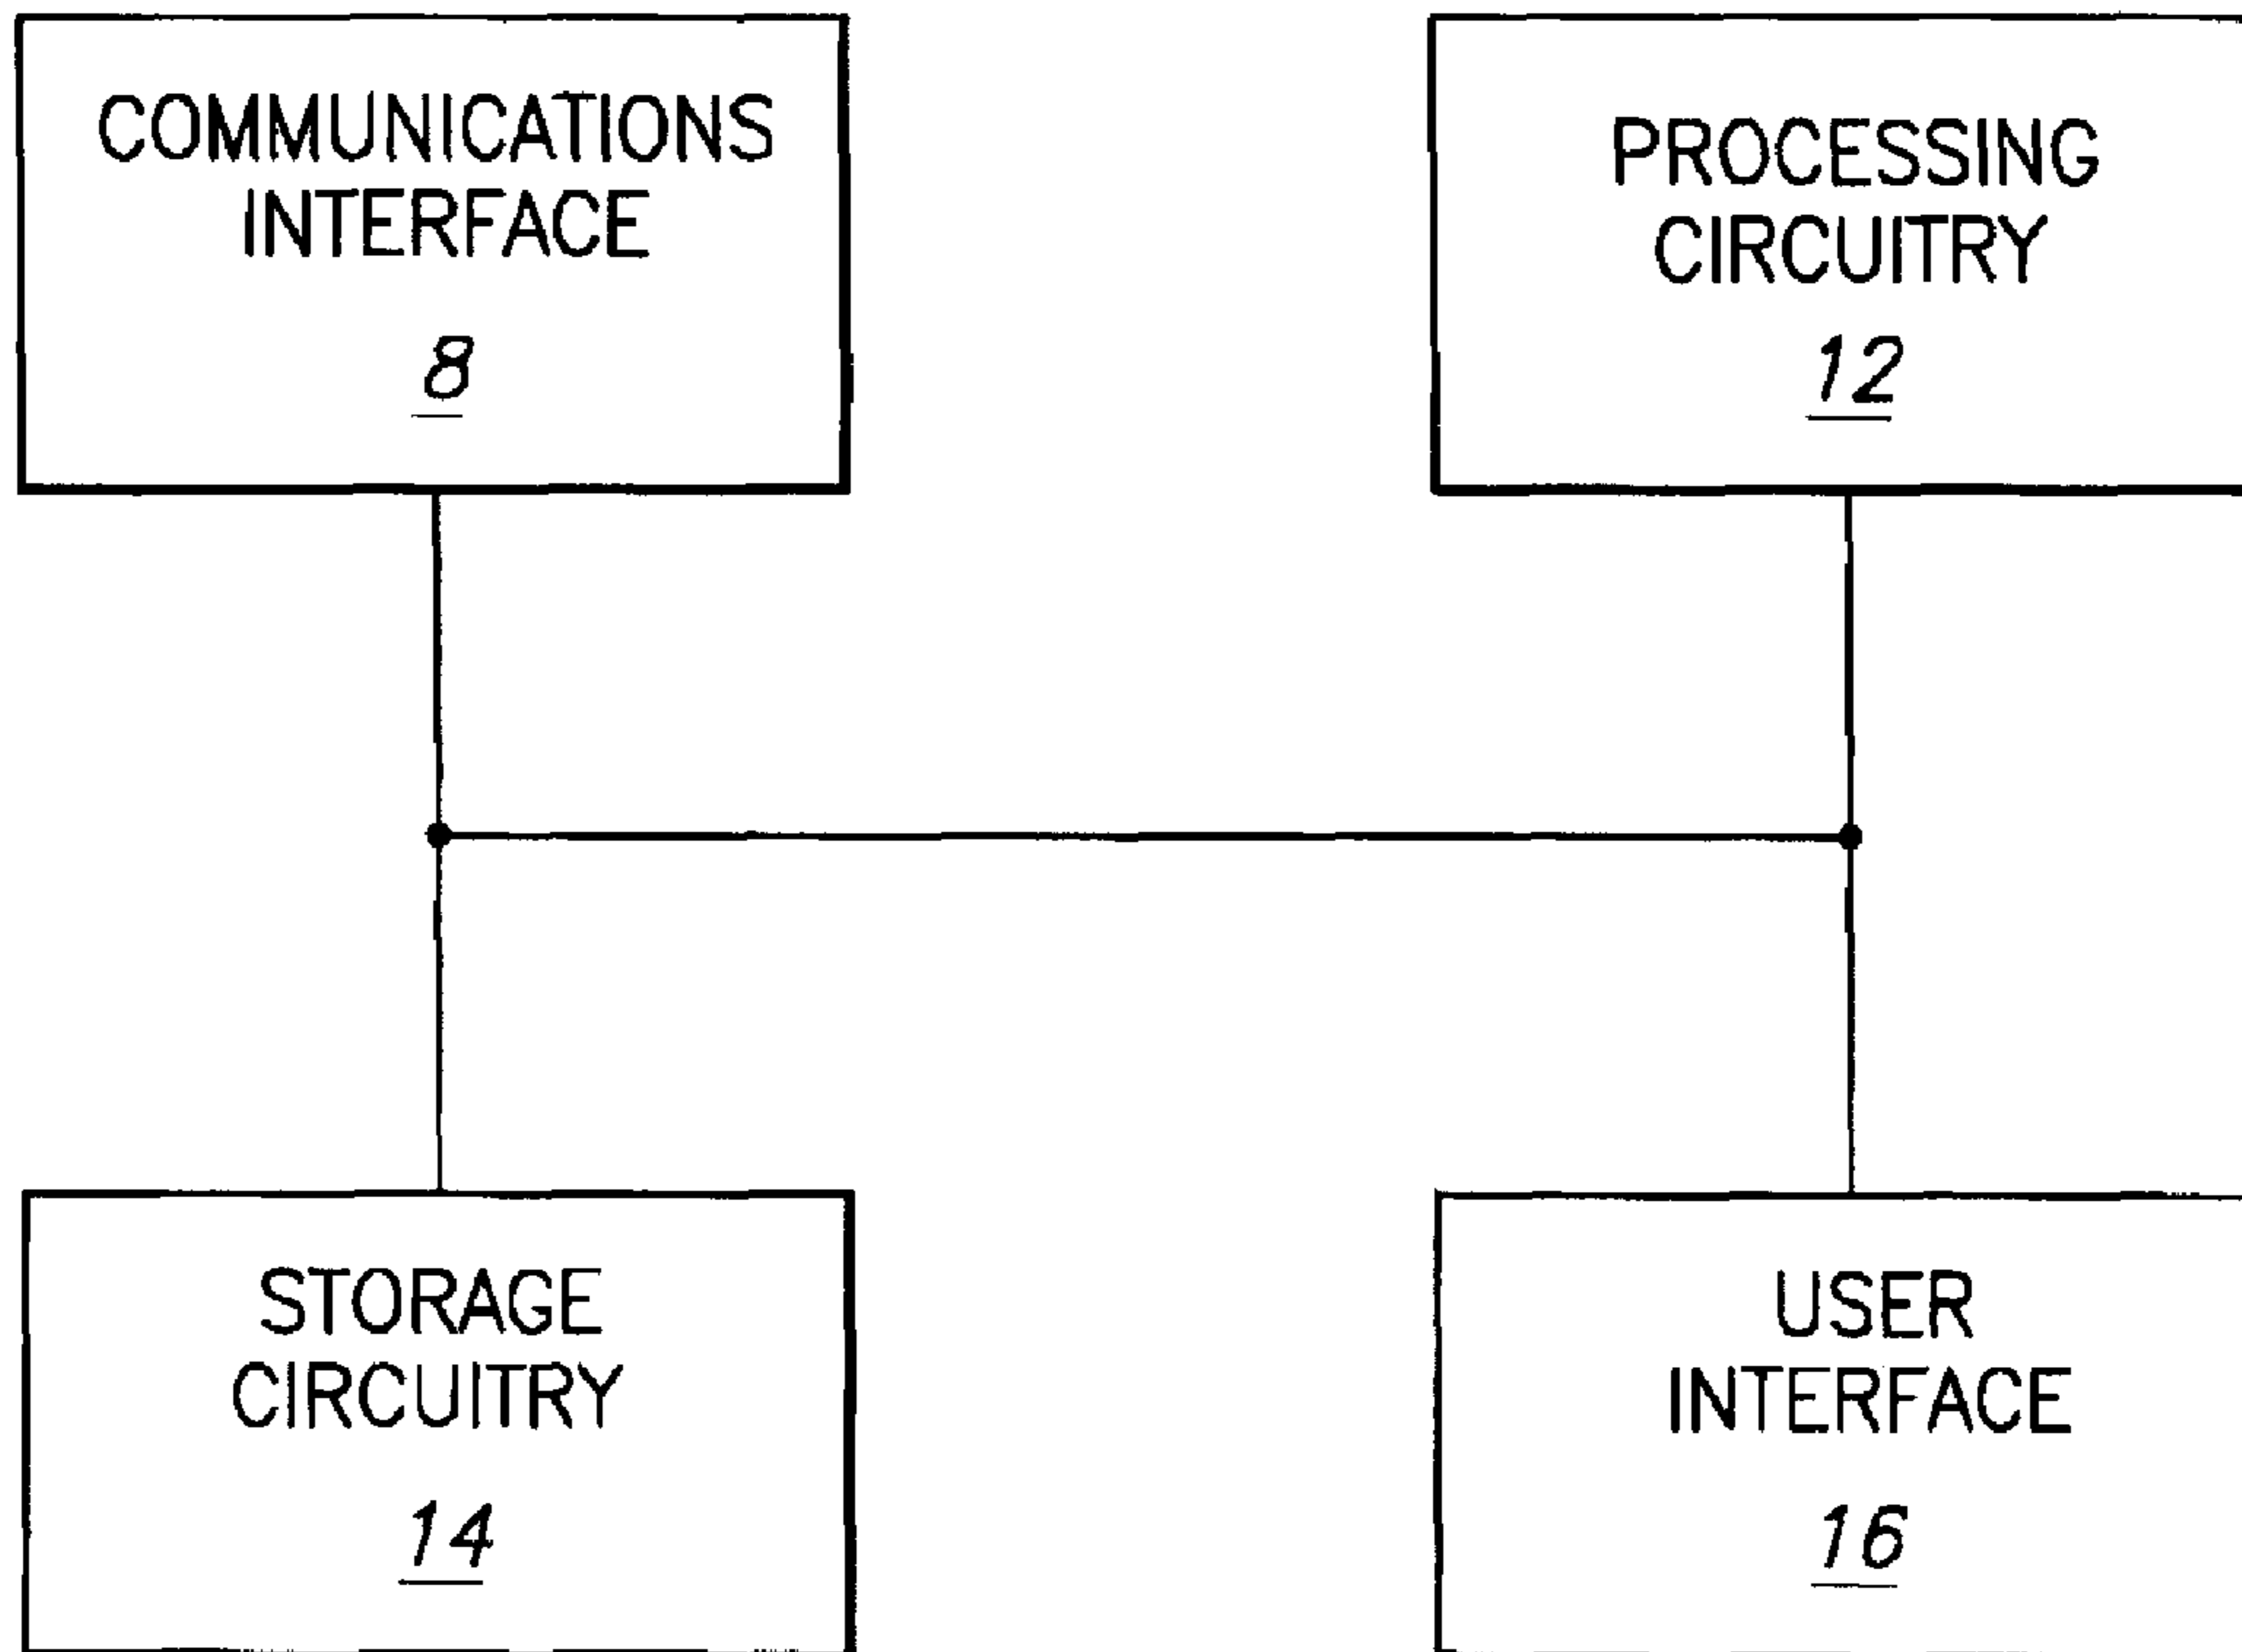 COMMUNICATIONS
INTERFACE
8
PROCESSING
CIRCUITRY
12
STORAGE
CIRCUITRY
14
USER
INTERFACE
16